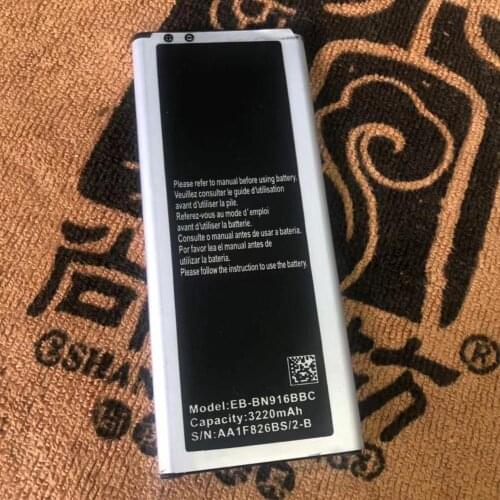 Please refer to manual before using battery.
Veuillez consulter le guide d'utilisation
avant d'utiliser la pile.
Referez-vous au mode d' emploi
avant d'utiliser la batterie.
Consulte o manual antes de usar a bateria.
Por favor lea el manual antes de
utilizar la bateria.
Please follow the instruction to use the battery.
Model:EB-BN916BBC
Capacity:3220mAh
S/N:AA1F826BS/2-B
尚
SHA